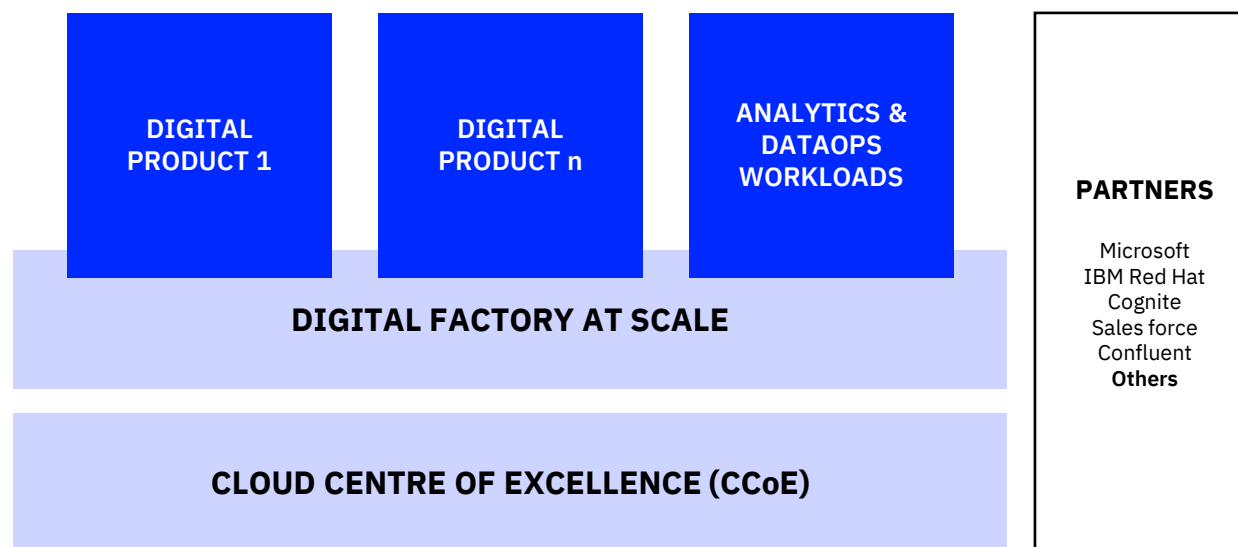 DIGITAL
PRODUCT 1
DIGITAL
PRODUCT n
ANALYTICS &
DATAOPS
WORKLOADS
DIGITAL FACTORY AT SCALE
CLOUD CENTRE OF EXCELLENCE (CCoE)
PARTNERS
Microsoft
IBM Red Hat
Cognite
Sales force
Confluent
Others